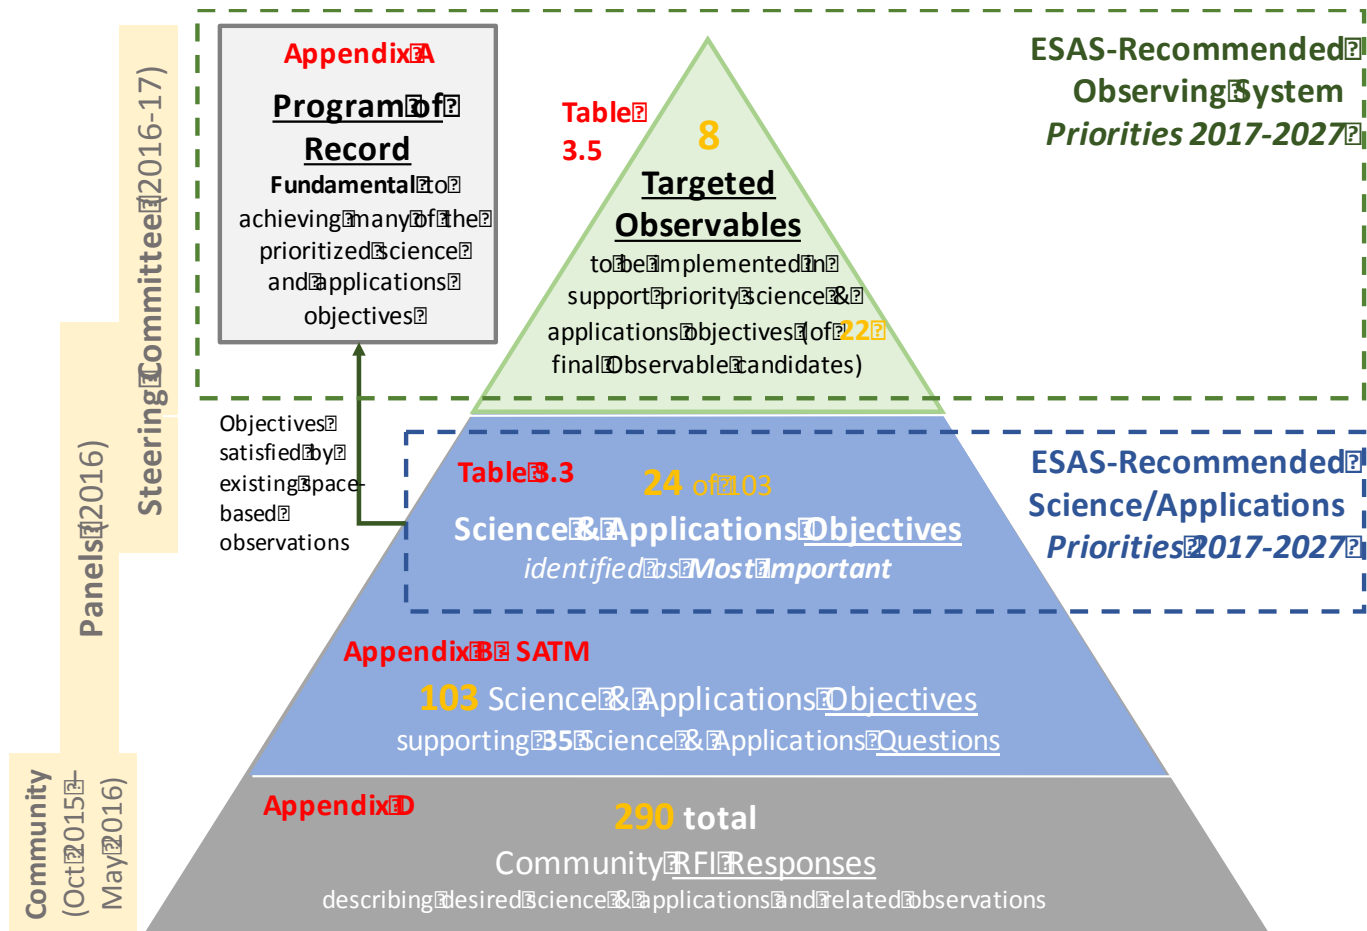 Appendix A
Program of
Record
Fundamental to
achieving many of the
prioritized science
and applications
objectives
Table
3.5
8
Targeted
Observables
to be implemented in
support priority science &
applications objectives (of 22
final Observable candidates)
ESAS-Recommended
Observing System
Priorities 2017-2027
Steering Committee (2016-17)
Objectives
satisfied by
existing space-
based
observations
Table 3.3
24 of 103
Science & Applications Objectives
identified as Most Important
ESAS-Recommended
Science/Applications
Priorities 2017-2027
Panels (2016)
Appendix B - SATM
103 Science & Applications Objectives
supporting 35 Science & Applications Questions
Community
(Oct 2015 –
May 2016)
Appendix D
290 total
Community RFI Responses
describing desired science & applications and related observations